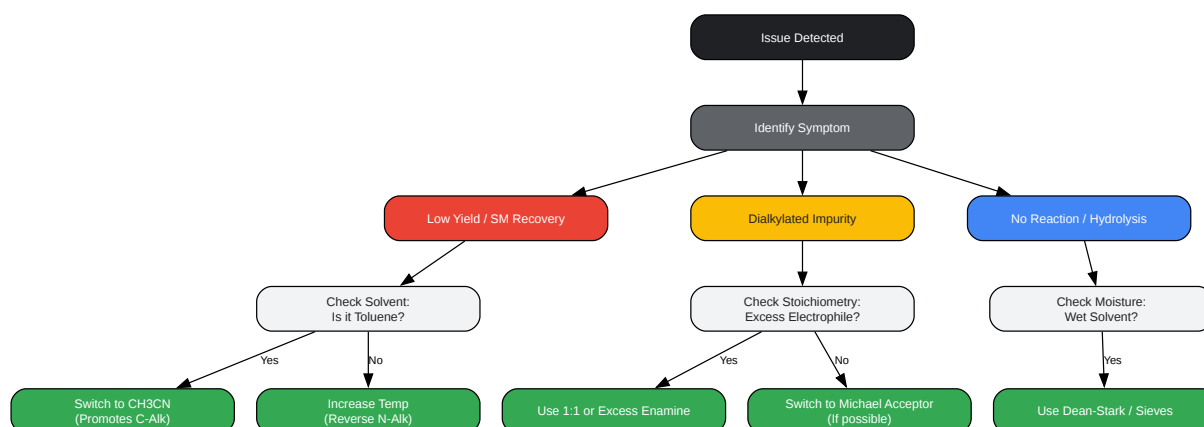 Issue Detected
Identify Symptom
Low Yield / SM Recovery
Dialkylated Impurity
No Reaction / Hydrolysis
Check Solvent:
Is it Toluene?
Check Stoichiometry:
Excess Electrophile?
Check Moisture:
Wet Solvent?
Yes
No
Yes
No
Yes
Switch to CH3CN
(Promotes C-Alk)
Increase Temp
(Reverse N-Alk)
Use 1:1 or Excess Enamine
Switch to Michael Acceptor
(If possible)
Use Dean-Stark / Sieves